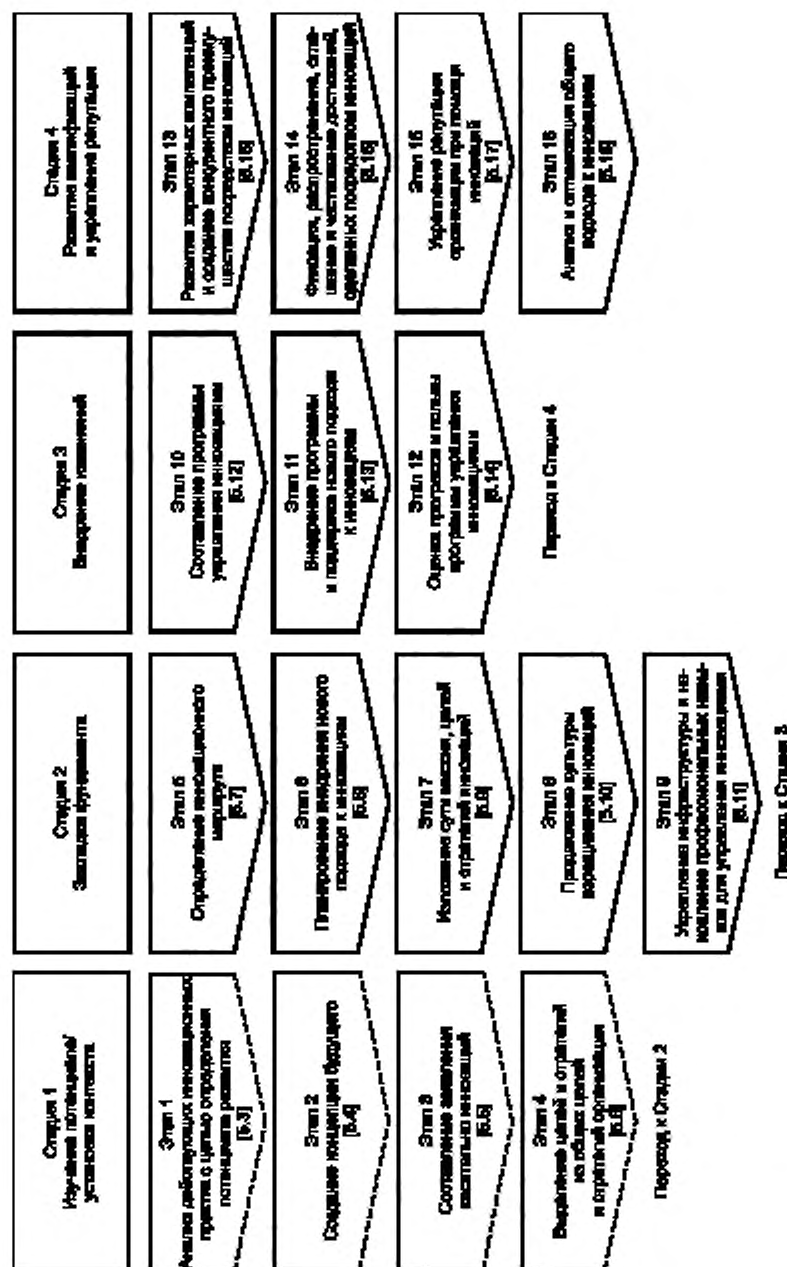 Стадия 1
Изучение потенциала/
установка контекста
Этап 1
Анализ действующих инновационных
практик с целью определения
потенциала развития
[5.3]
Этап 2
Создание концепции будущего
[5.4]
Этап 3
Составление заявления
касательно инноваций
[5.5]
Этап 4
Выделение целей и стратегий
из общих целей
и стратегий организации
[5.6]
Переход к Стадии 2
Стадия 2
Закладка фундамента
Этап 5
Определение инновационного
маршрута
[5.7]
Этап 6
Планирование внедрения нового
подхода к инновациям
[5.8]
Этап 7
Изложение сути миссии, целей
и стратегий инноваций
[5.9]
Этап 8
Продвижение культуры
взращивания инноваций
[5.10]
Этап 9
Укрепление инфраструктуры и на-
копление профессиональных навы-
ков для управления инновациями
[5.11]
Переход к Стадии 3
Стадия 3
Внедрение изменений
Этап 10
Составление программы
управления инновациями
[5.12]
Этап 11
Внедрение программы
и поддержка нового подхода
к инновациям
[5.13]
Этап 12
Оценка прогресса и пользы
программы управления
инновациями
[5.14]
Переход к Стадии 4
Стадия 4
Развитие квалификаций
и укрепление репутации
Этап 13
Развитие характерных компетенций
и создание конкурентного преиму-
щества посредством инноваций
[5.15]
Этап 14
распространение,
и чествование достижений,
сделанных посредством инноваций
[5.16]
Этап 15
Укрепление репутации
организации при помощи
инноваций
[5.17]
Этап 16
Анализ и оптимизация общего
подхода к инновациям
[5.18]